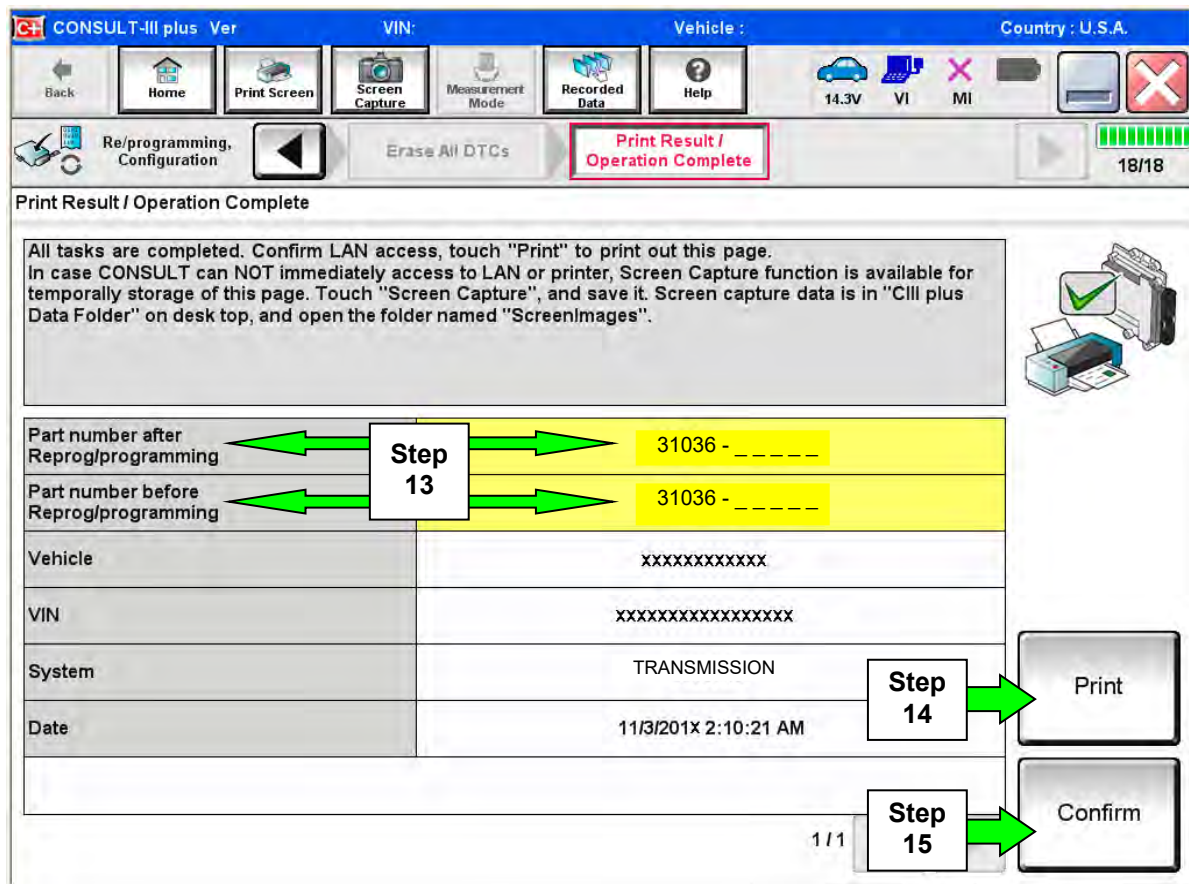 C+ CONSULT-III plus Ver VIN: Vehicle : Country : U.S.A.
Back
Home
Print Screen
Screen
Capture
Measurement
Mode
Recorded
Data
Help
14.3V
VI
MI
Re/programming,
Configuration
Erase All DTCs
Print Result /
Operation Complete
18/18
Print Result / Operation Complete
All tasks are completed. Confirm LAN access, touch "Print" to print out this page.
In case CONSULT can NOT immediately access to LAN or printer, Screen Capture function is available for
temporally storage of this page. Touch "Screen Capture", and save it. Screen capture data is in "CIII plus
Data Folder" on desk top, and open the folder named "ScreenImages".
Part number after
Reprog/programming
31036 - _ _ _ _ _
Step
13
Part number before
Reprog/programming
31036 - _ _ _ _ _
Vehicle
xxxxxxxxxxxx
VIN
xxxxxxxxxxxxxxxxx
System
TRANSMISSION
Step
14
Print
Date
11/3/201X 2:10:21 AM
1/1
Step
15
Confirm